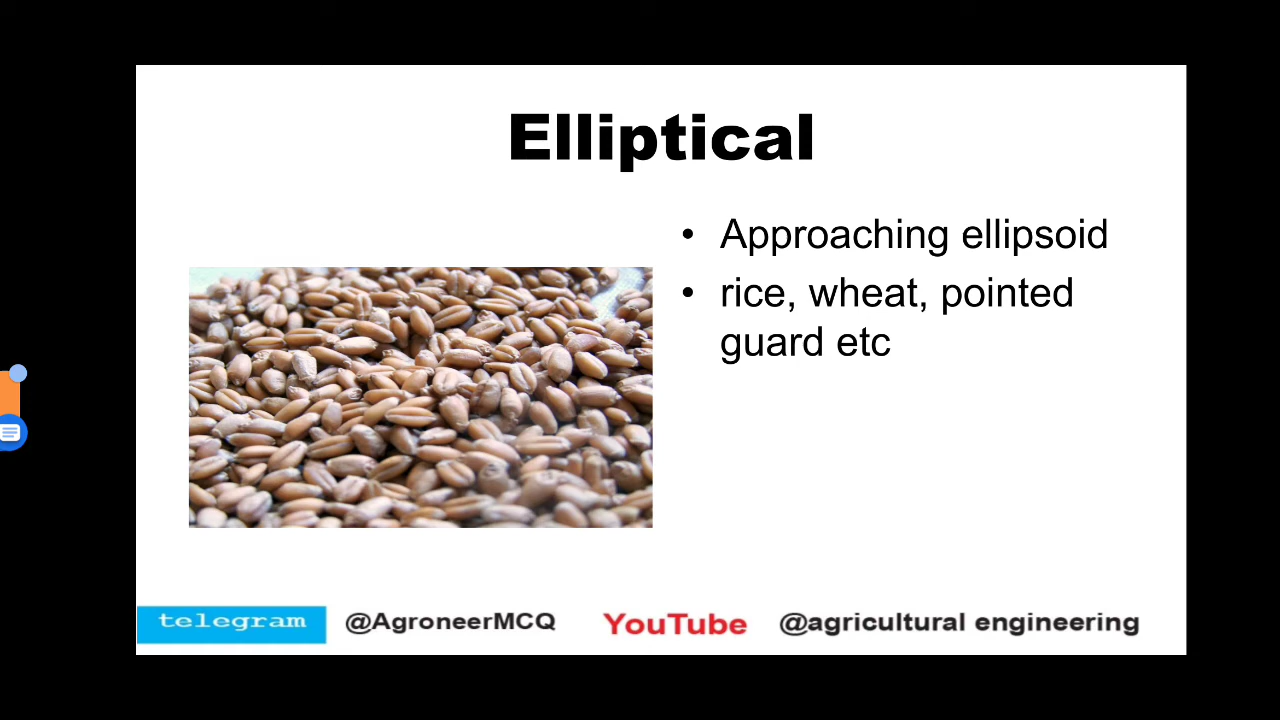 Elliptical
• Approaching ellipsoid
• rice, wheat, pointed
guard etc
telegram @AgroneerMCQ YouTube @agricultural engineering